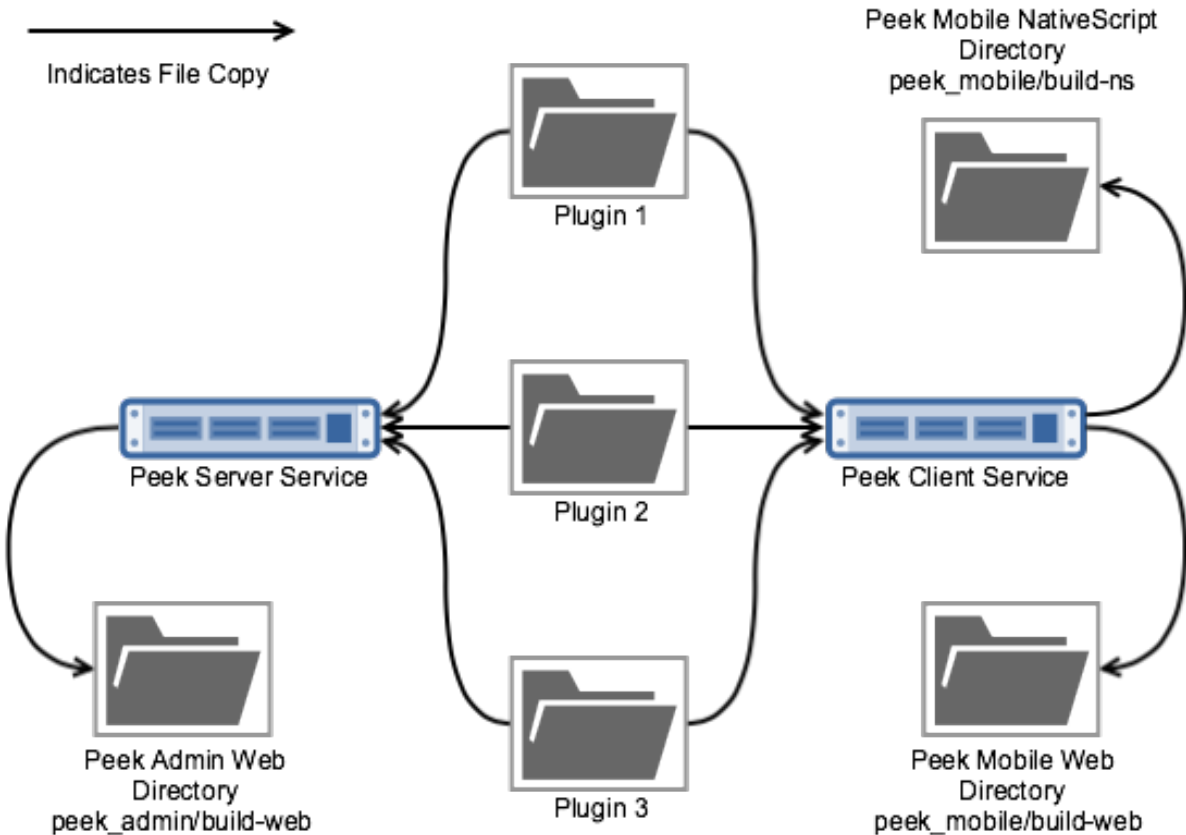 Indicates File Copy
Peek Mobile NativeScript
Directory
peek_mobile/build-ns
Plugin 1
Peek Server Service
Plugin 2
Peek Client Service
Peek Admin Web
Directory
peek_admin/build-web
Plugin 3
Peek Mobile Web
Directory
peek_mobile/build-web